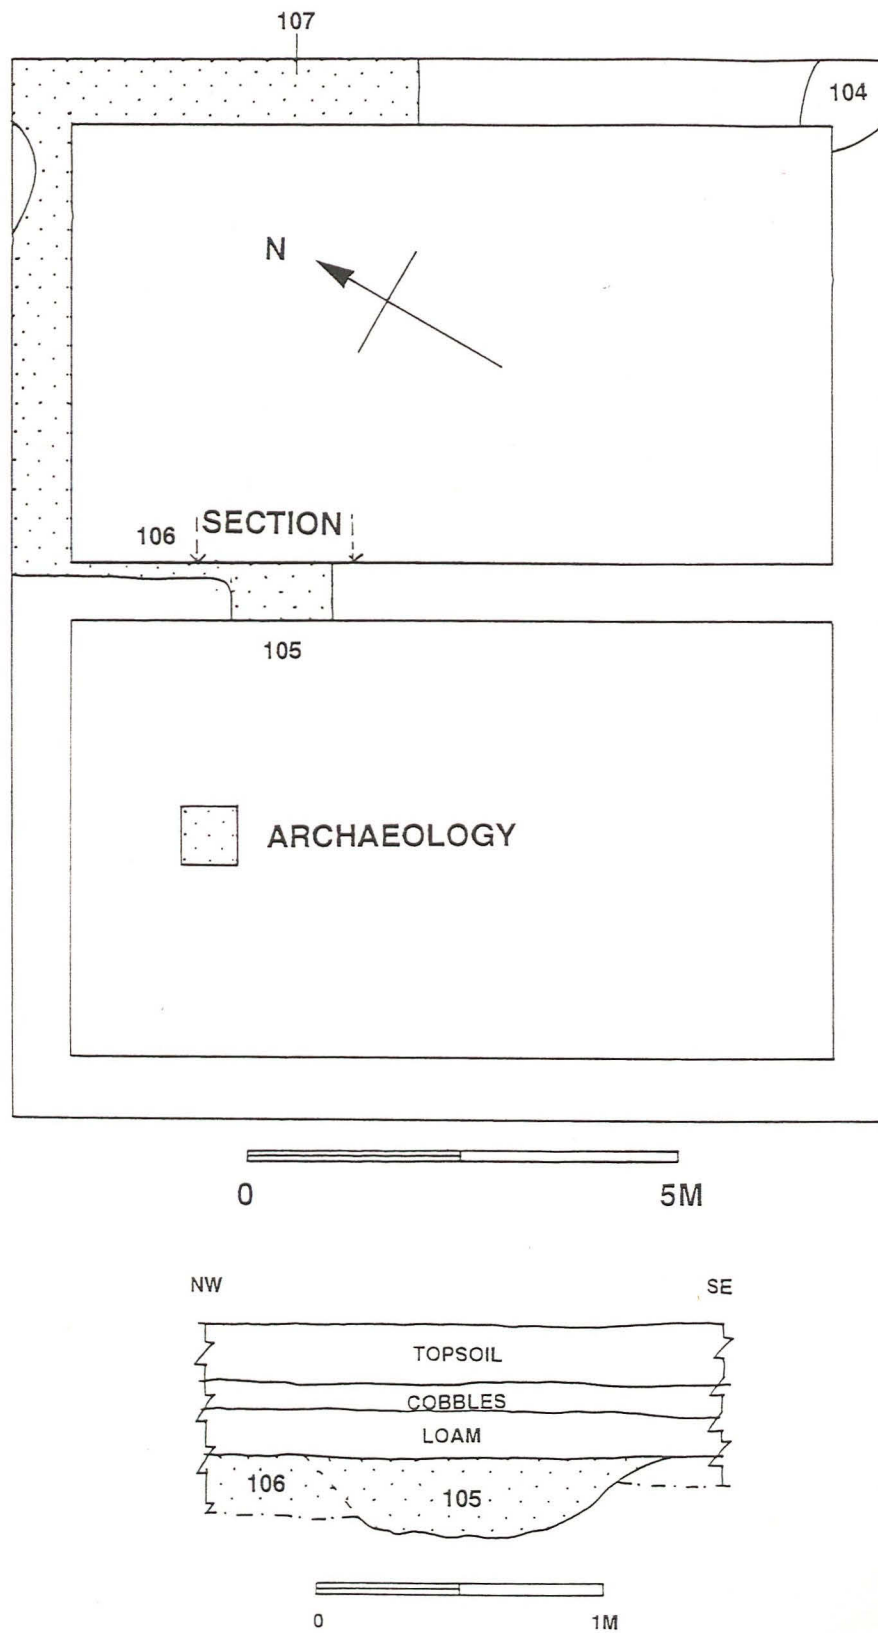 107
104
N
SECTION
106
105
ARCHAEOLOGY
0 5M
NW SE
TOPSOIL
COBBLES
LOAM
106 105
0 1M